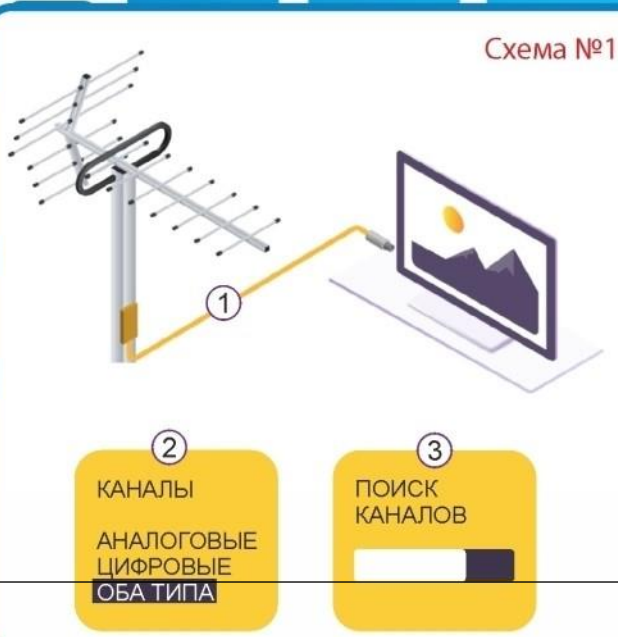 Схема №1
1
2
КАНАЛЫ
АНАЛОГОВЫЕ
ЦИФРОВЫЕ
ОБА ТИПА
3
ПОИСК
КАНАЛОВ